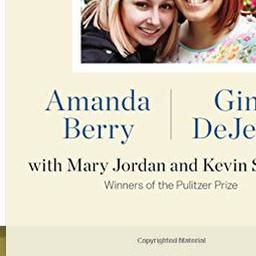 Amanda Gin
Berry DeJe
with Mary Jordan and Kevin S
Winners of the Pulitzer Prize
Copyrighted Material